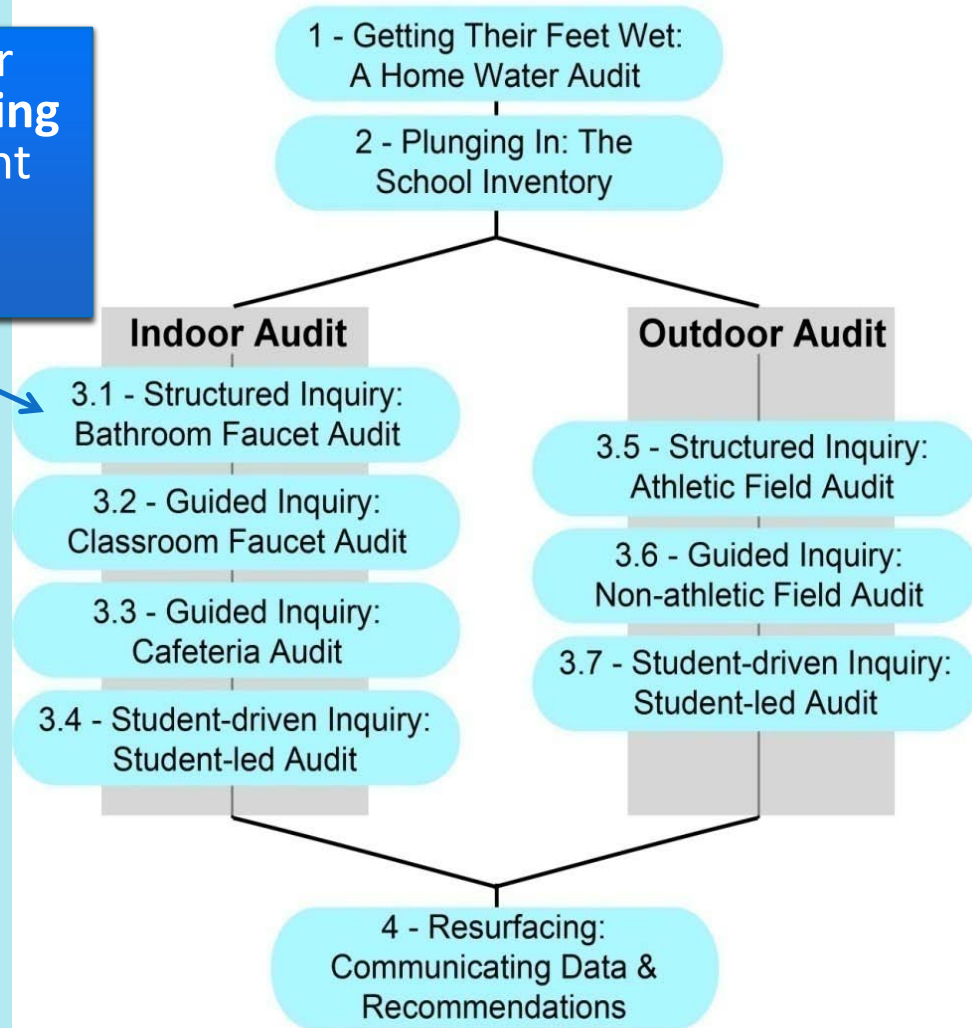 1 - Getting Their Feet Wet:
A Home Water Audit
2 - Plunging In: The
School Inventory
Indoor Audit
3.1 - Structured Inquiry:
Bathroom Faucet Audit
3.2 - Guided Inquiry:
Classroom Faucet Audit
3.3 - Guided Inquiry:
Cafeteria Audit
3.4 - Student-driven Inquiry:
Student-led Audit
Outdoor Audit
3.5 - Structured Inquiry:
Athletic Field Audit
3.6 - Guided Inquiry:
Non-athletic Field Audit
3.7 - Student-driven Inquiry:
Student-led Audit
4 - Resurfacing:
Communicating Data &
Recommendations